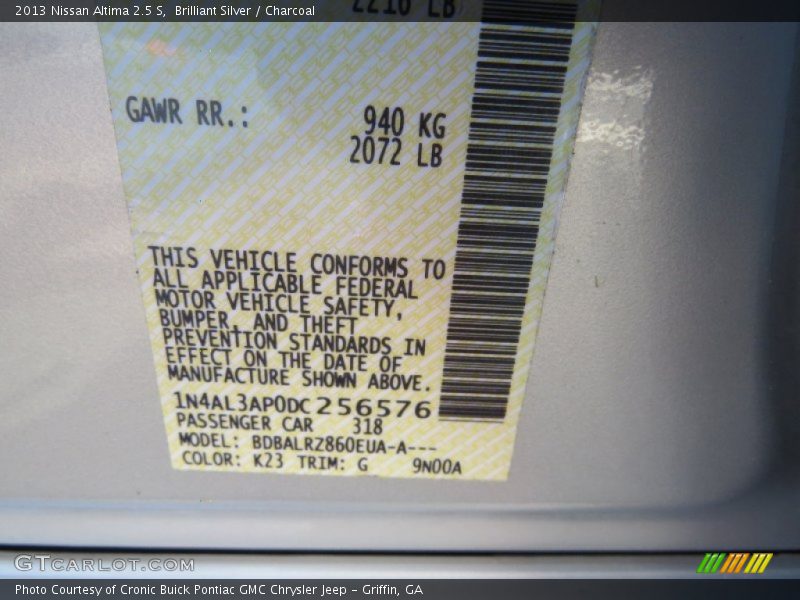 2013 Nissan Altima 2.5 S, Brilliant Silver / Charcoal
2210 LB
GAWR RR.: 940 KG
2072 LB
THIS VEHICLE CONFORMS TO
ALL APPLICABLE FEDERAL
MOTOR VEHICLE SAFETY,
BUMPER, AND THEFT
PREVENTION STANDARDS IN
EFFECT ON THE DATE OF
MANUFACTURE SHOWN ABOVE.
1N4AL3AP0DC256576
PASSENGER CAR 318
MODEL: BDBALRZ860EUA-A---
COLOR: K23 TRIM: G 9N00A
GTCARLOT.COM
Photo Courtesy of Cronic Buick Pontiac GMC Chrysler Jeep - Griffin, GA